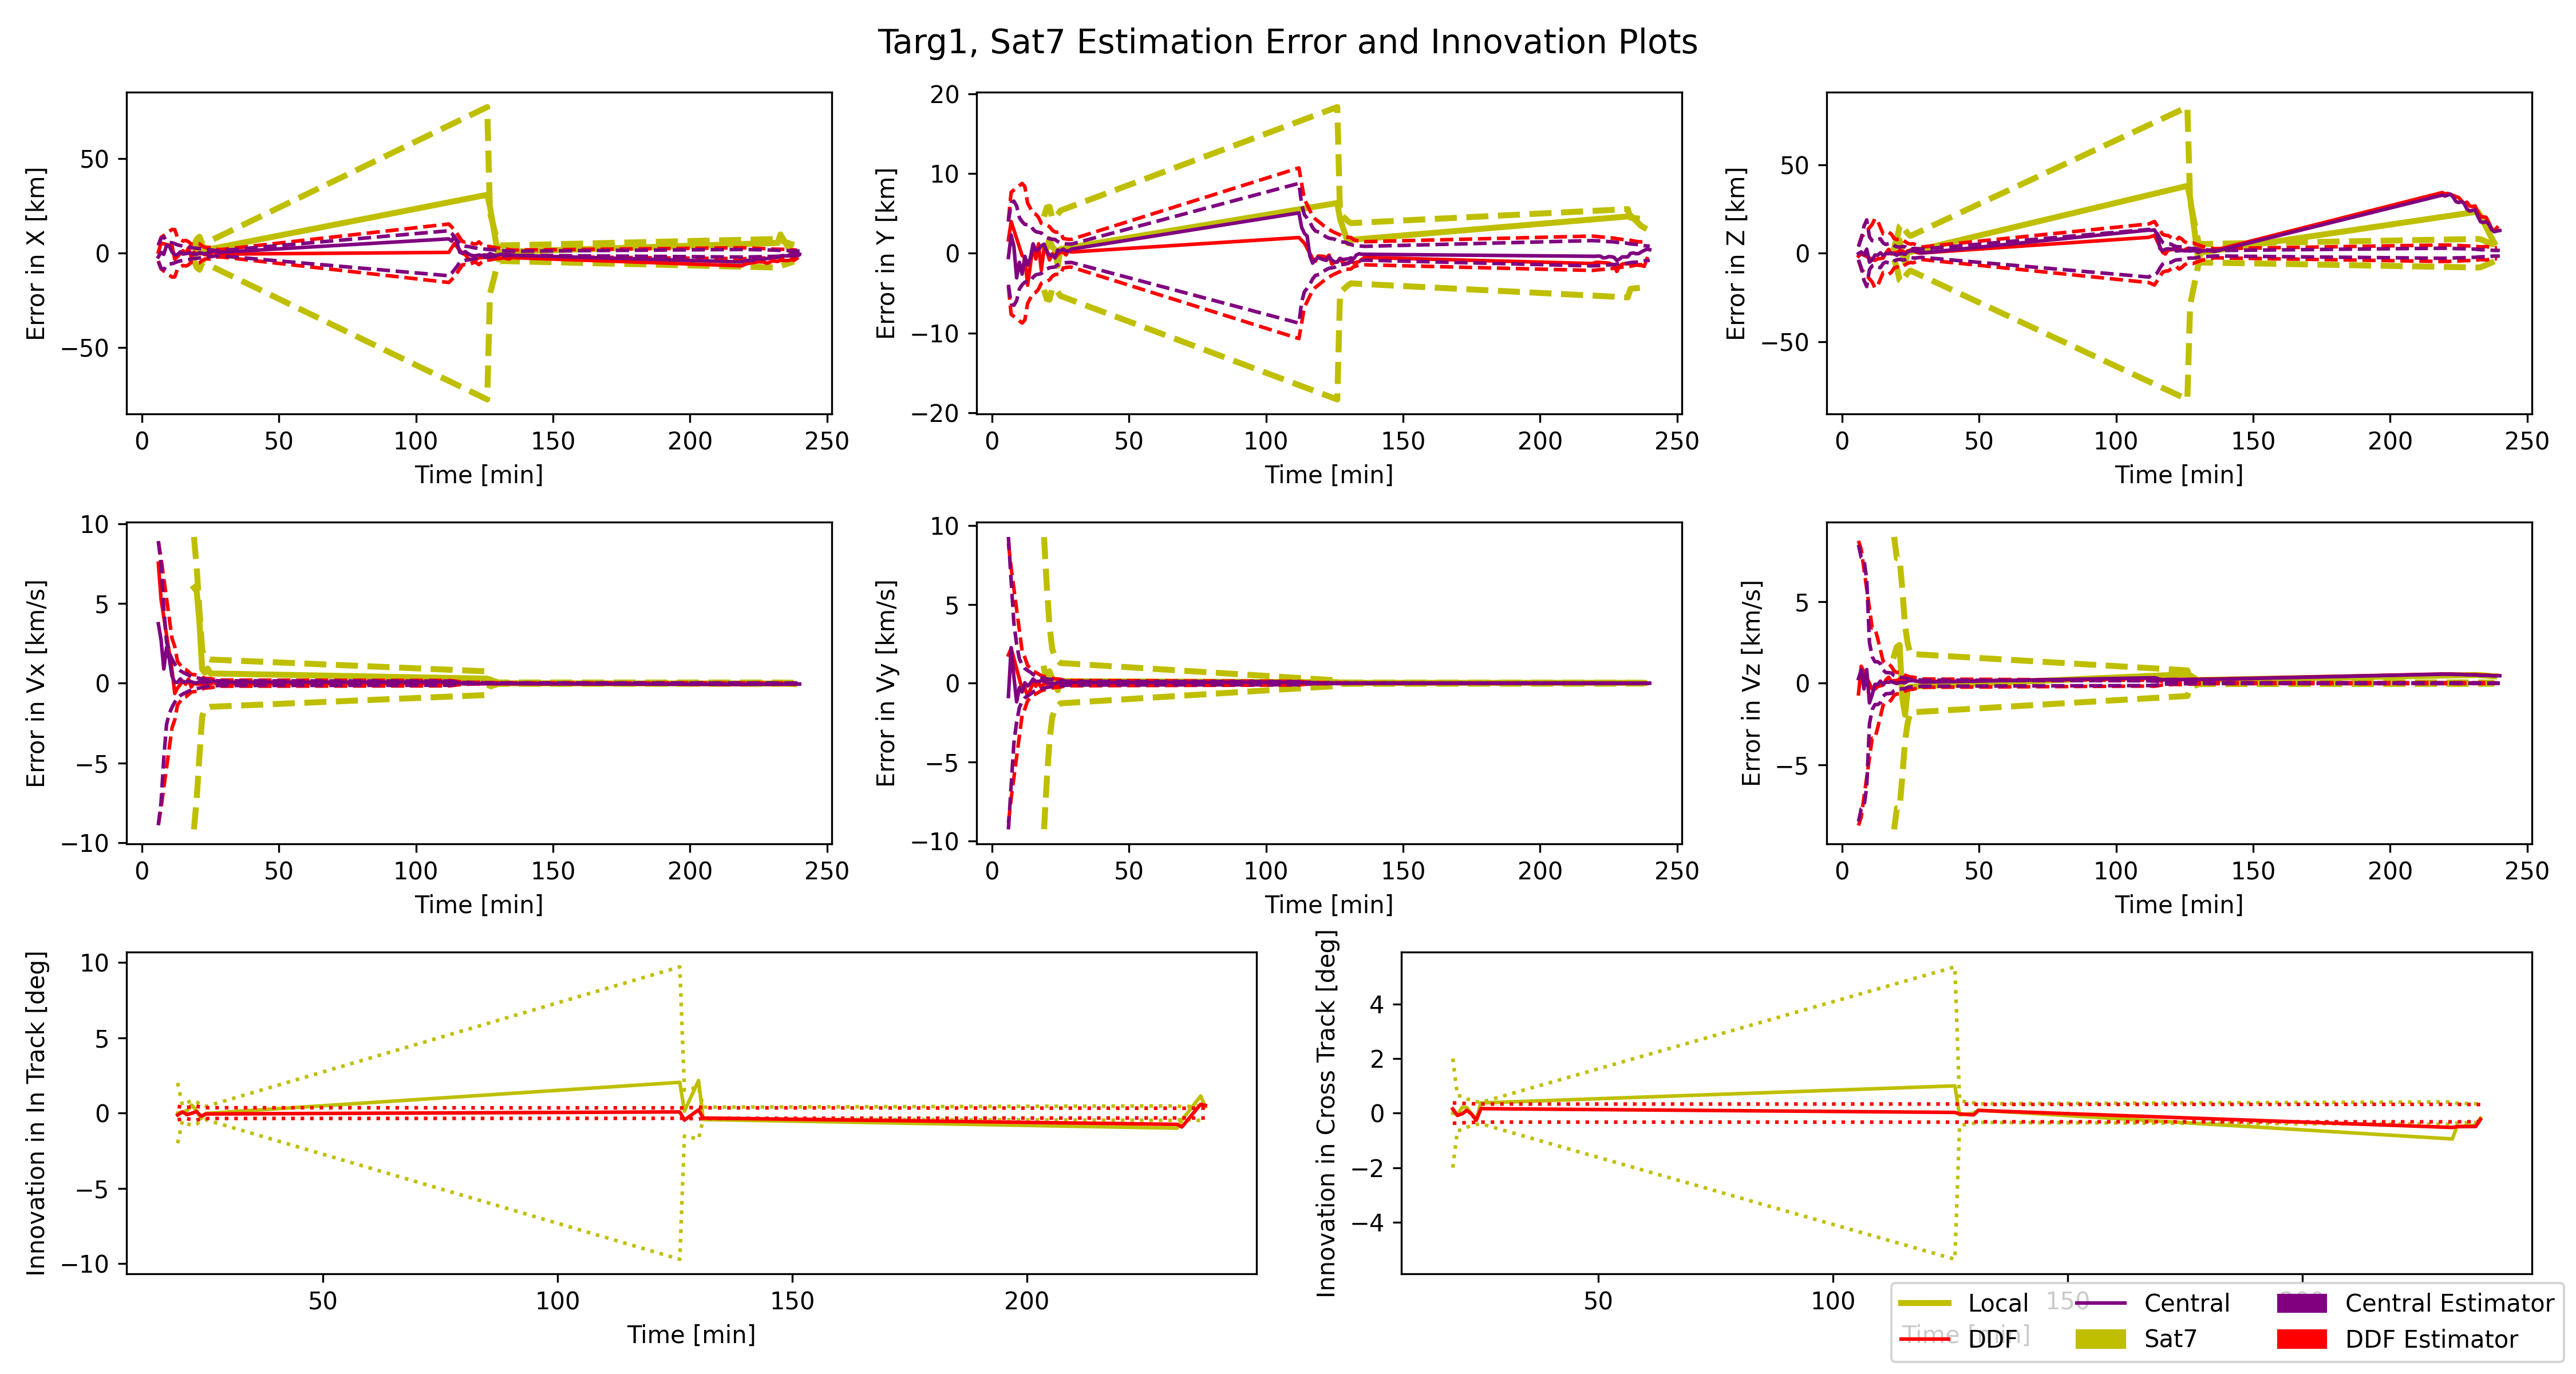 Targ1, Sat7 Estimation Error and Innovation Plots
Error in X [km]
50
0
−50
0 50 100 150 200 250
Time [min]
Error in Y [km]
20
10
0
−10
−20
0 50 100 150 200 250
Time [min]
Error in Z [km]
50
0
−50
0 50 100 150 200 250
Time [min]
Error in Vx [km/s]
10
5
0
−5
−10
0 50 100 150 200 250
Time [min]
Error in Vy [km/s]
10
5
0
−5
−10
0 50 100 150 200 250
Time [min]
Error in Vz [km/s]
5
0
−5
0 50 100 150 200 250
Time [min]
Innovation in In Track [deg]
10
5
0
−5
−10
50 100 150 200
Time [min]
Innovation in Cross Track [deg]
4
2
0
−2
−4
50 100 150 200
Time [min]
Local Central Central Estimator
DDF Sat7 DDF Estimator